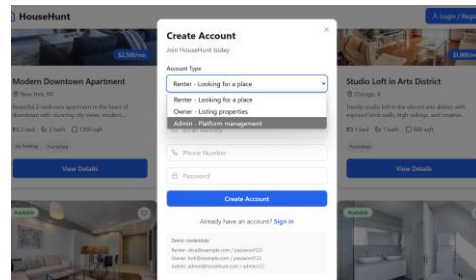 HouseHunt
Login / Regi
Create Account
Join HouseHunt today
Account Type
Renter - Looking for a place
Renter - Looking for a place
Owner - Listing properties
Admin - Platform management
Email Address
Phone Number
Password
Create Account
Already have an account? Sign in
Demo credentials:
Renter: alice@example.com / password123
Owner: bob@example.com / password123
Admin: admin@househunt.com / admin123
$2,500/mo
Modern Downtown Apartment
New York, NY
Beautiful 2-bedroom apartment in the heart of
downtown with stunning city views, modern...
2 bed 2 bath 1200 sqft
Furnished
View Details
Available
$1,800/m
Studio Loft in Arts District
Chicago, IL
Trendy studio loft in the vibrant arts district with
exposed brick walls, high ceilings, and creative...
1 bed 1 bath 600 sqft
Furnished
View Details
Available